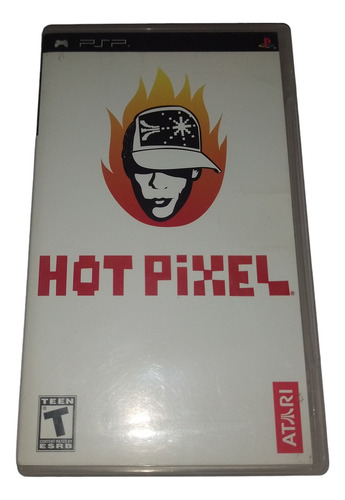 PSP
HOT PiXEL
TEEN
T
CONTENT RATED BY
ESRB
ATARI